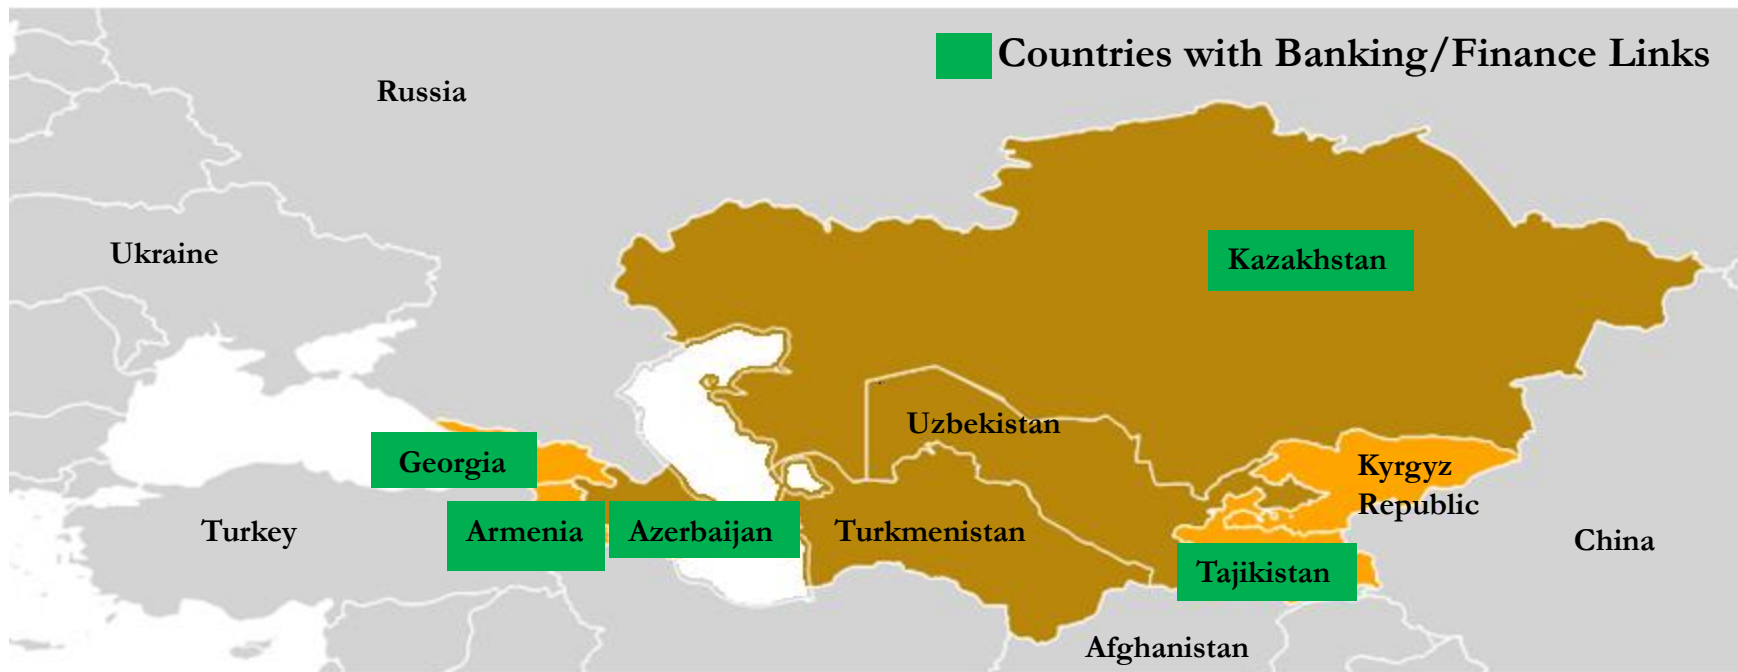 Countries with Banking/Finance Links
Russia
Ukraine
Kazakhstan
Uzbekistan
Georgia
Kyrgyz
Republic
Turkey
Armenia
Azerbaijan
Turkmenistan
China
Tajikistan
Afghanistan